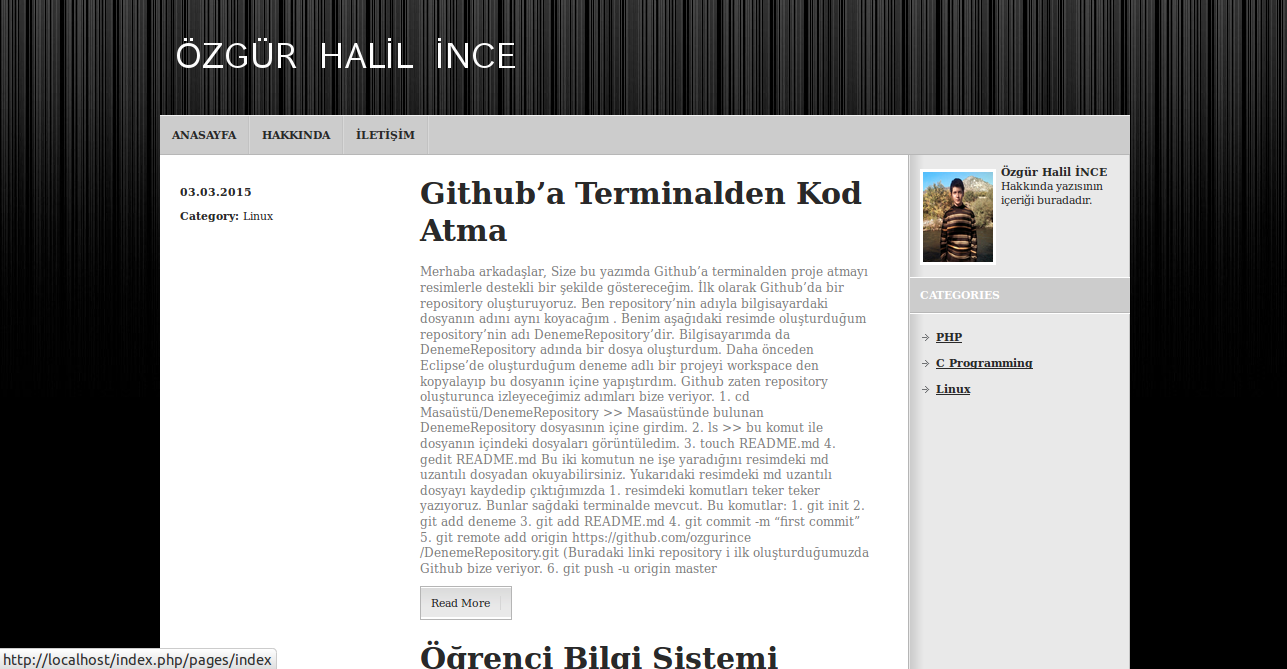 ÖZGÜR HALİL İNCE
ANASAYFA
HAKKINDA
İLETİŞİM
03.03.2015
Category: Linux
Github’a Terminalden Kod
Atma
Merhaba arkadaşlar, Size bu yazımda Github’a terminalden proje atmayı
resimlerle destekli bir şekilde göstereceğim. İlk olarak Github’da bir
repository oluşturuyoruz. Ben repository’nin adıyla bilgisayardaki
dosyanın adını aynı koyacağım . Benim aşağıdaki resimde oluşturduğum
repository’nin adı DenemeRepository’dir. Bilgisayarımda da
DenemeRepository adında bir dosya oluşturdum. Daha önceden
Eclipse’de oluşturduğum deneme adlı bir projeyi workspace den
kopyalayıp bu dosyanın içine yapıştırdım. Github zaten repository
oluşturunca izleyeceğimiz adımları bize veriyor. 1. cd
Masaüstü/DenemeRepository >> Masaüstünde bulunan
DenemeRepository dosyasının içine girdim. 2. ls >> bu komut ile
dosyanın içindeki dosyaları görüntüledim. 3. touch README.md 4.
gedit README.md Bu iki komutun ne işe yaradığını resimdeki md
uzantılı dosyadan okuyabilirsiniz. Yukarıdaki resimdeki md uzantılı
dosyayı kaydedip çıktığımızda 1. resimdeki komutları teker teker
yazıyoruz. Bunlar sağdaki terminalde mevcut. Bu komutlar: 1. git init 2.
git add deneme 3. git add README.md 4. git commit -m “first commit”
5. git remote add origin https://github.com/ozgurince
/DenemeRepository.git (Buradaki linki repository i ilk oluşturduğumuzda
Github bize veriyor. 6. git push -u origin master
Read More
Öğrenci Bilgi Sistemi
Özgür Halil İNCE
Hakkında yazısının
içeriği buradadır.
CATEGORIES
PHP
C Programming
Linux
http://localhost/index.php/pages/index